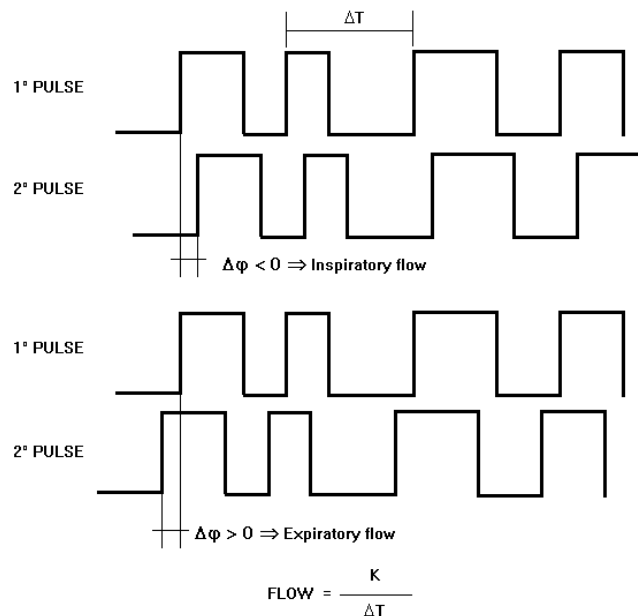 ΔT
1° PULSE
2° PULSE
Δφ < 0 ⇒ Inspiratory flow
1° PULSE
2° PULSE
Δφ > 0 ⇒ Expiratory flow
FLOW = K
ΔT